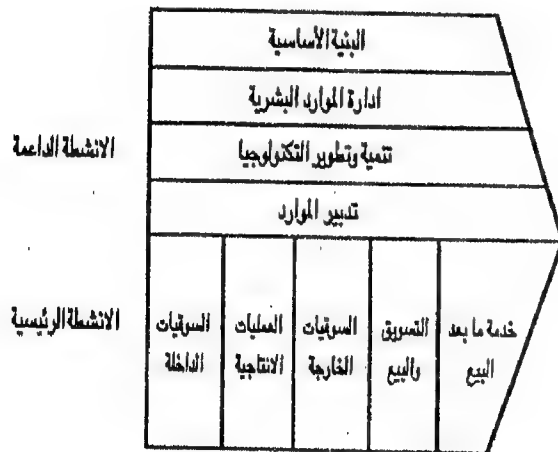 البنية الأساسية
ادارة الموارد البشرية
تنمية وتطوير التكنولوجيا
تدبير الموارد
الانشطة الداعمة
الانشطة الرئيسية
خدمة ما بعد
البيع
التسويق
والبيع
السوقيات
الخارجة
العمليات
الانتاجية
السوقيات
الداخلة